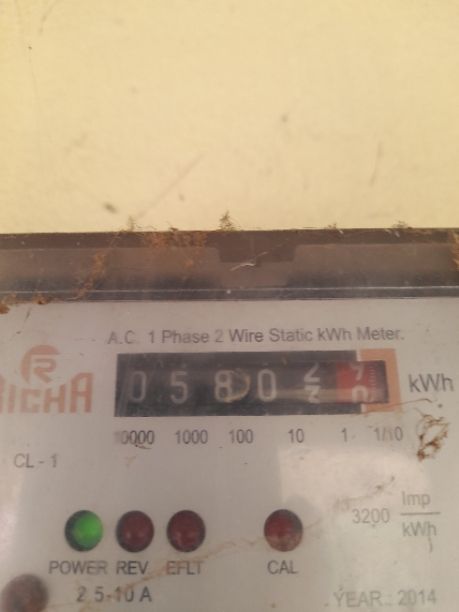 A.C. 1 Phase 2 Wire Static kWh Meter.
RICHA
0 5 8 0 kWh
10000 1000 100 10 1 1/10
CL - 1
3200 Imp
kWh
POWER REV. EFLT CAL
2.5-10 A
YEAR : 2014